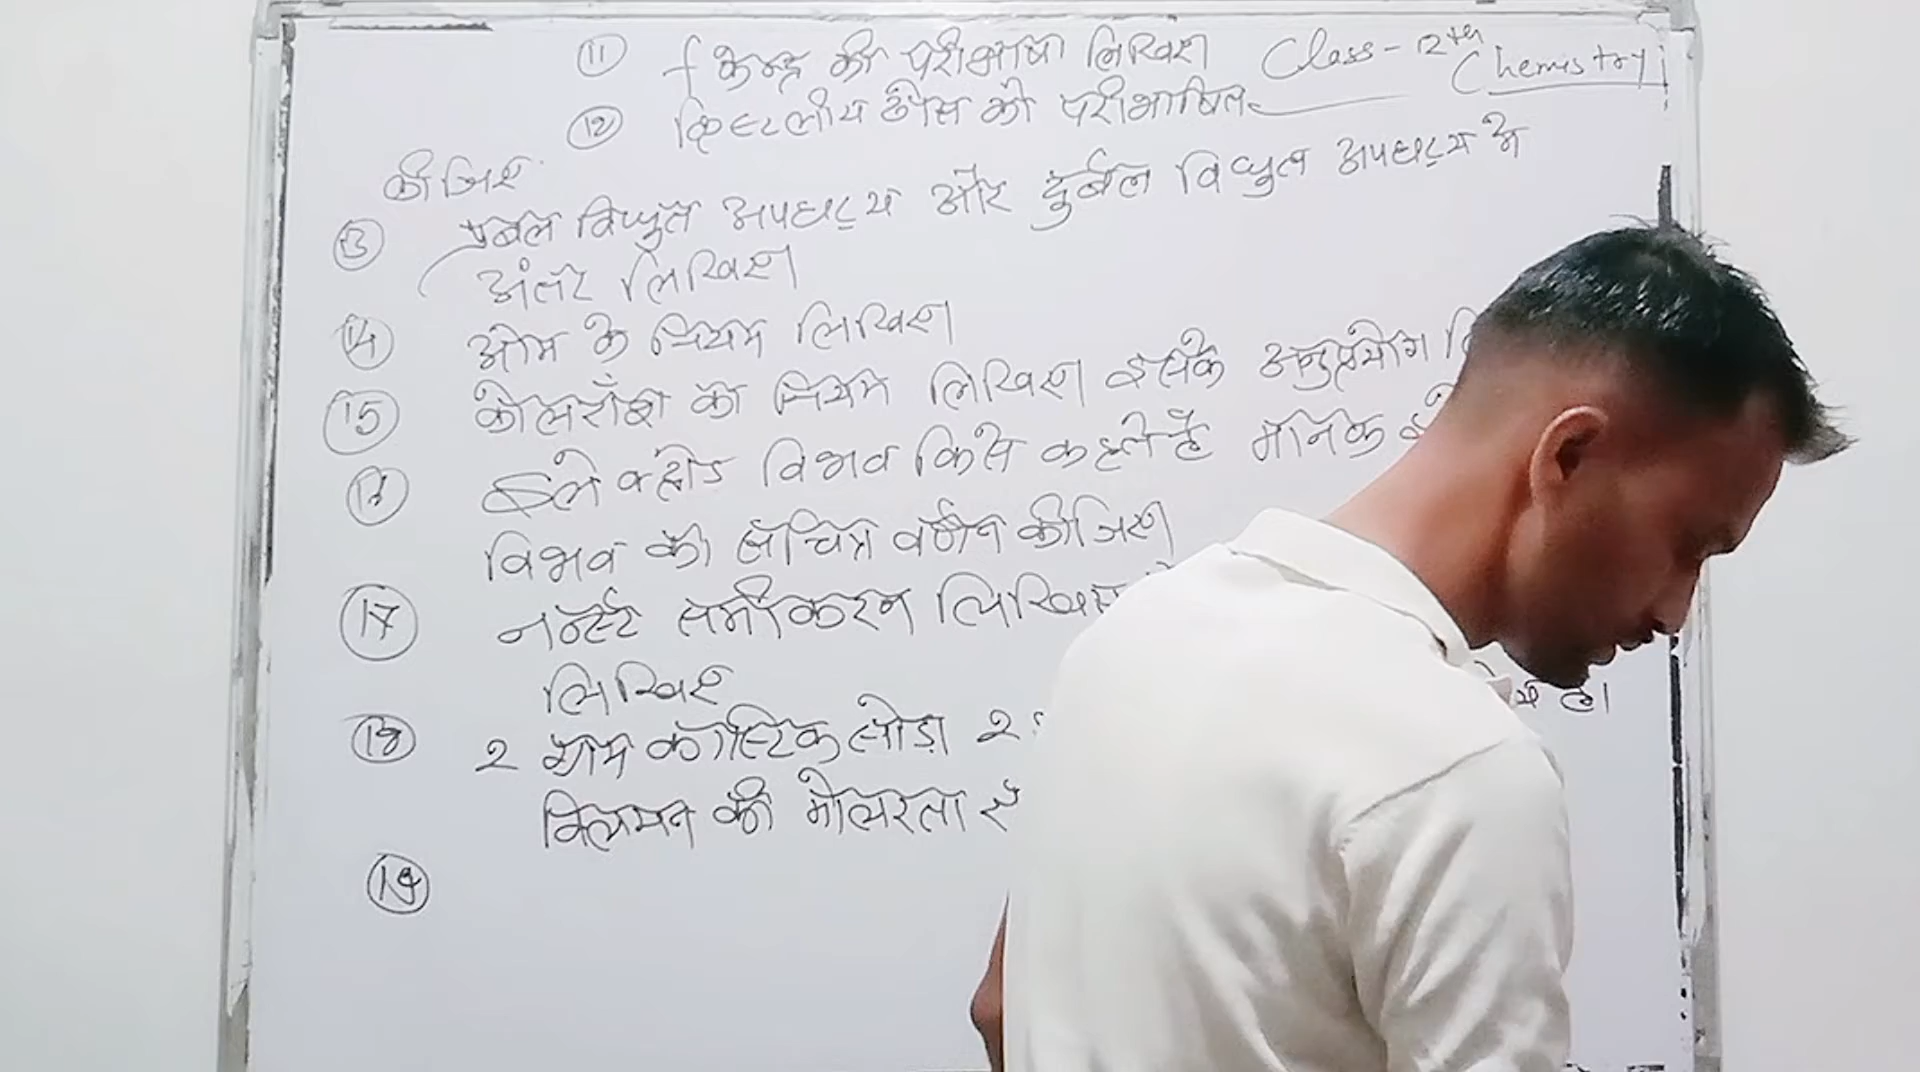 ⑪ f केन्द्र की परीभाषा लिखिए। Class - 12th Chemistry
⑫ क्रिस्टलीय ठोस को परीभाषित
कीजिए
⑬ प्रबल विधुत अपघट्य और दुर्बल विधुत अपघट्य मे
अंतर लिखिए।
⑭ ओम के नियम लिखिए।
⑮ कोलराँश का नियम लिखिए। इसके अनुप्रयोग
⑯ इलेक्ट्रोड विभव किसे कहते है मानक
विभव को सचित्र वर्णन कीजिए।
⑰ नर्न्स्ट समीकरन लिखिए
लिखिए
⑱ 2 ग्राम कॉस्टिक सोडा 2
विलयन की मोलरता
⑲